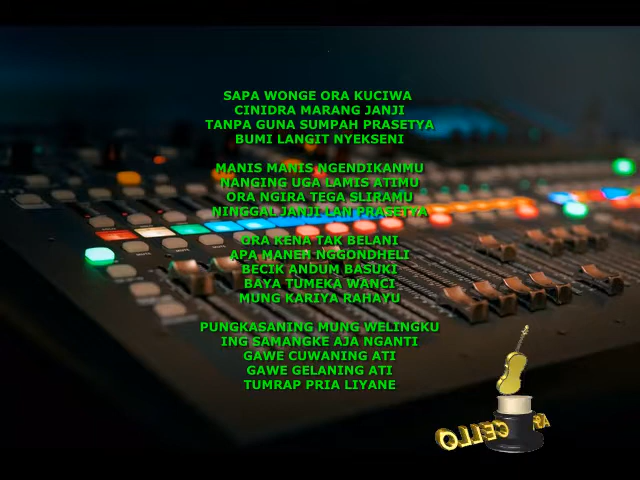 SAPA WONGE ORA KUCIWA
CINIDRA MARANG JANJI
TANPA GUNA SUMPAH PRASETYA
BUMI LANGIT NYEKSENI
MANIS MANIS NGENDIKANMU
NANGING UGA LAMIS ATIMU
ORA NGIRA TEGA SLIRAMU
NINGGAL JANJI LAN PRASETYA
ORA KENA TAK BELANI
APA MANEH NGGONDHELI
BECIK ANDUM BASUKI
BAYA TUMEKA WANCI
MUNG KARIYA RAHAYU
PUNGKASANING MUNG WELINGKU
ING SAMANGKE AJA NGANTI
GAWE CUWANING ATI
GAWE GELANING ATI
TUMRAP PRIA LIYANE
CELLO